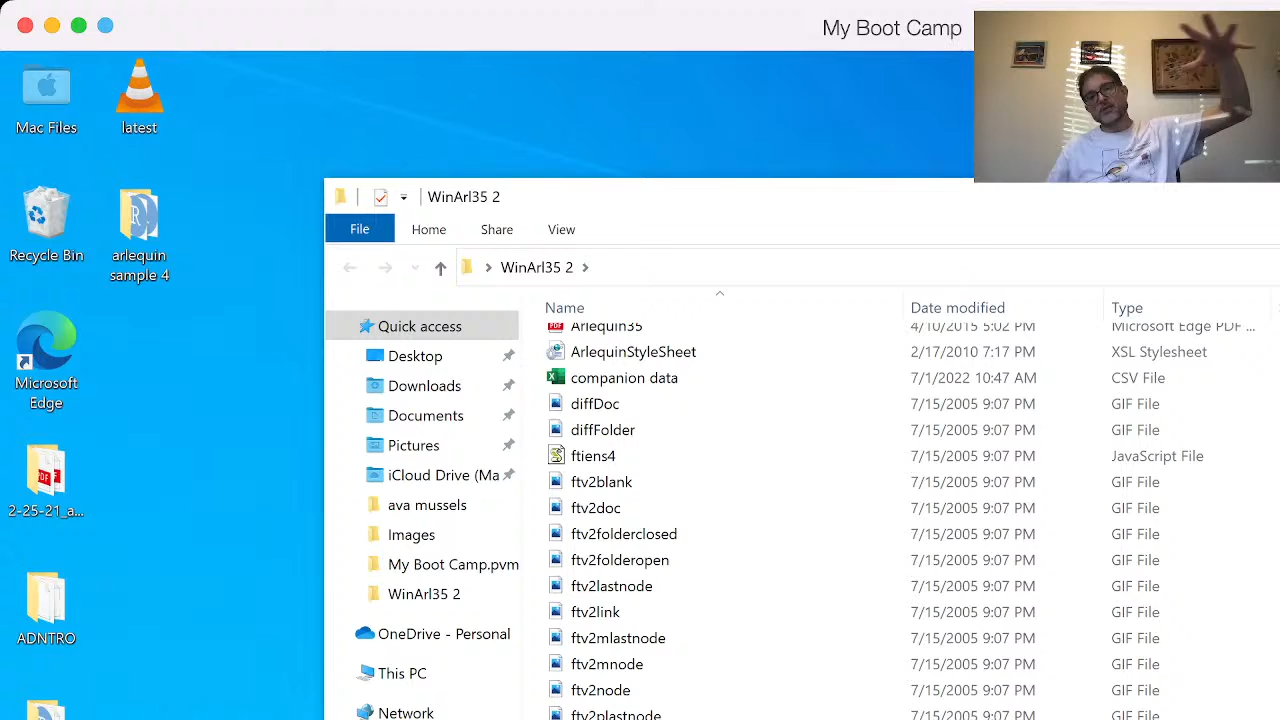 My Boot Camp
Mac Files
latest
Recycle Bin
arlequin
sample 4
Microsoft
Edge
2-25-21_a...
ADNTRO
WinArl35 2
File
Home
Share
View
WinArl35 2
Name
Date modified
Type
Quick access
Desktop
Downloads
Documents
Pictures
iCloud Drive (Ma
ava mussels
Images
My Boot Camp.pvm
WinArl35 2
OneDrive - Personal
This PC
Network
PDF
Arlequin35 4/10/2015 5:02 PM Microsoft Edge PDF ...
ArlequinStyleSheet 2/17/2010 7:17 PM XSL Stylesheet
companion data 7/1/2022 10:47 AM CSV File
diffDoc 7/15/2005 9:07 PM GIF File
diffFolder 7/15/2005 9:07 PM GIF File
ftiens4 7/15/2005 9:07 PM JavaScript File
ftv2blank 7/15/2005 9:07 PM GIF File
ftv2doc 7/15/2005 9:07 PM GIF File
ftv2folderclosed 7/15/2005 9:07 PM GIF File
ftv2folderopen 7/15/2005 9:07 PM GIF File
ftv2lastnode 7/15/2005 9:07 PM GIF File
ftv2link 7/15/2005 9:07 PM GIF File
ftv2mlastnode 7/15/2005 9:07 PM GIF File
ftv2mnode 7/15/2005 9:07 PM GIF File
ftv2node 7/15/2005 9:07 PM GIF File
ftv2plastnode 7/15/2005 9:07 PM GIF File